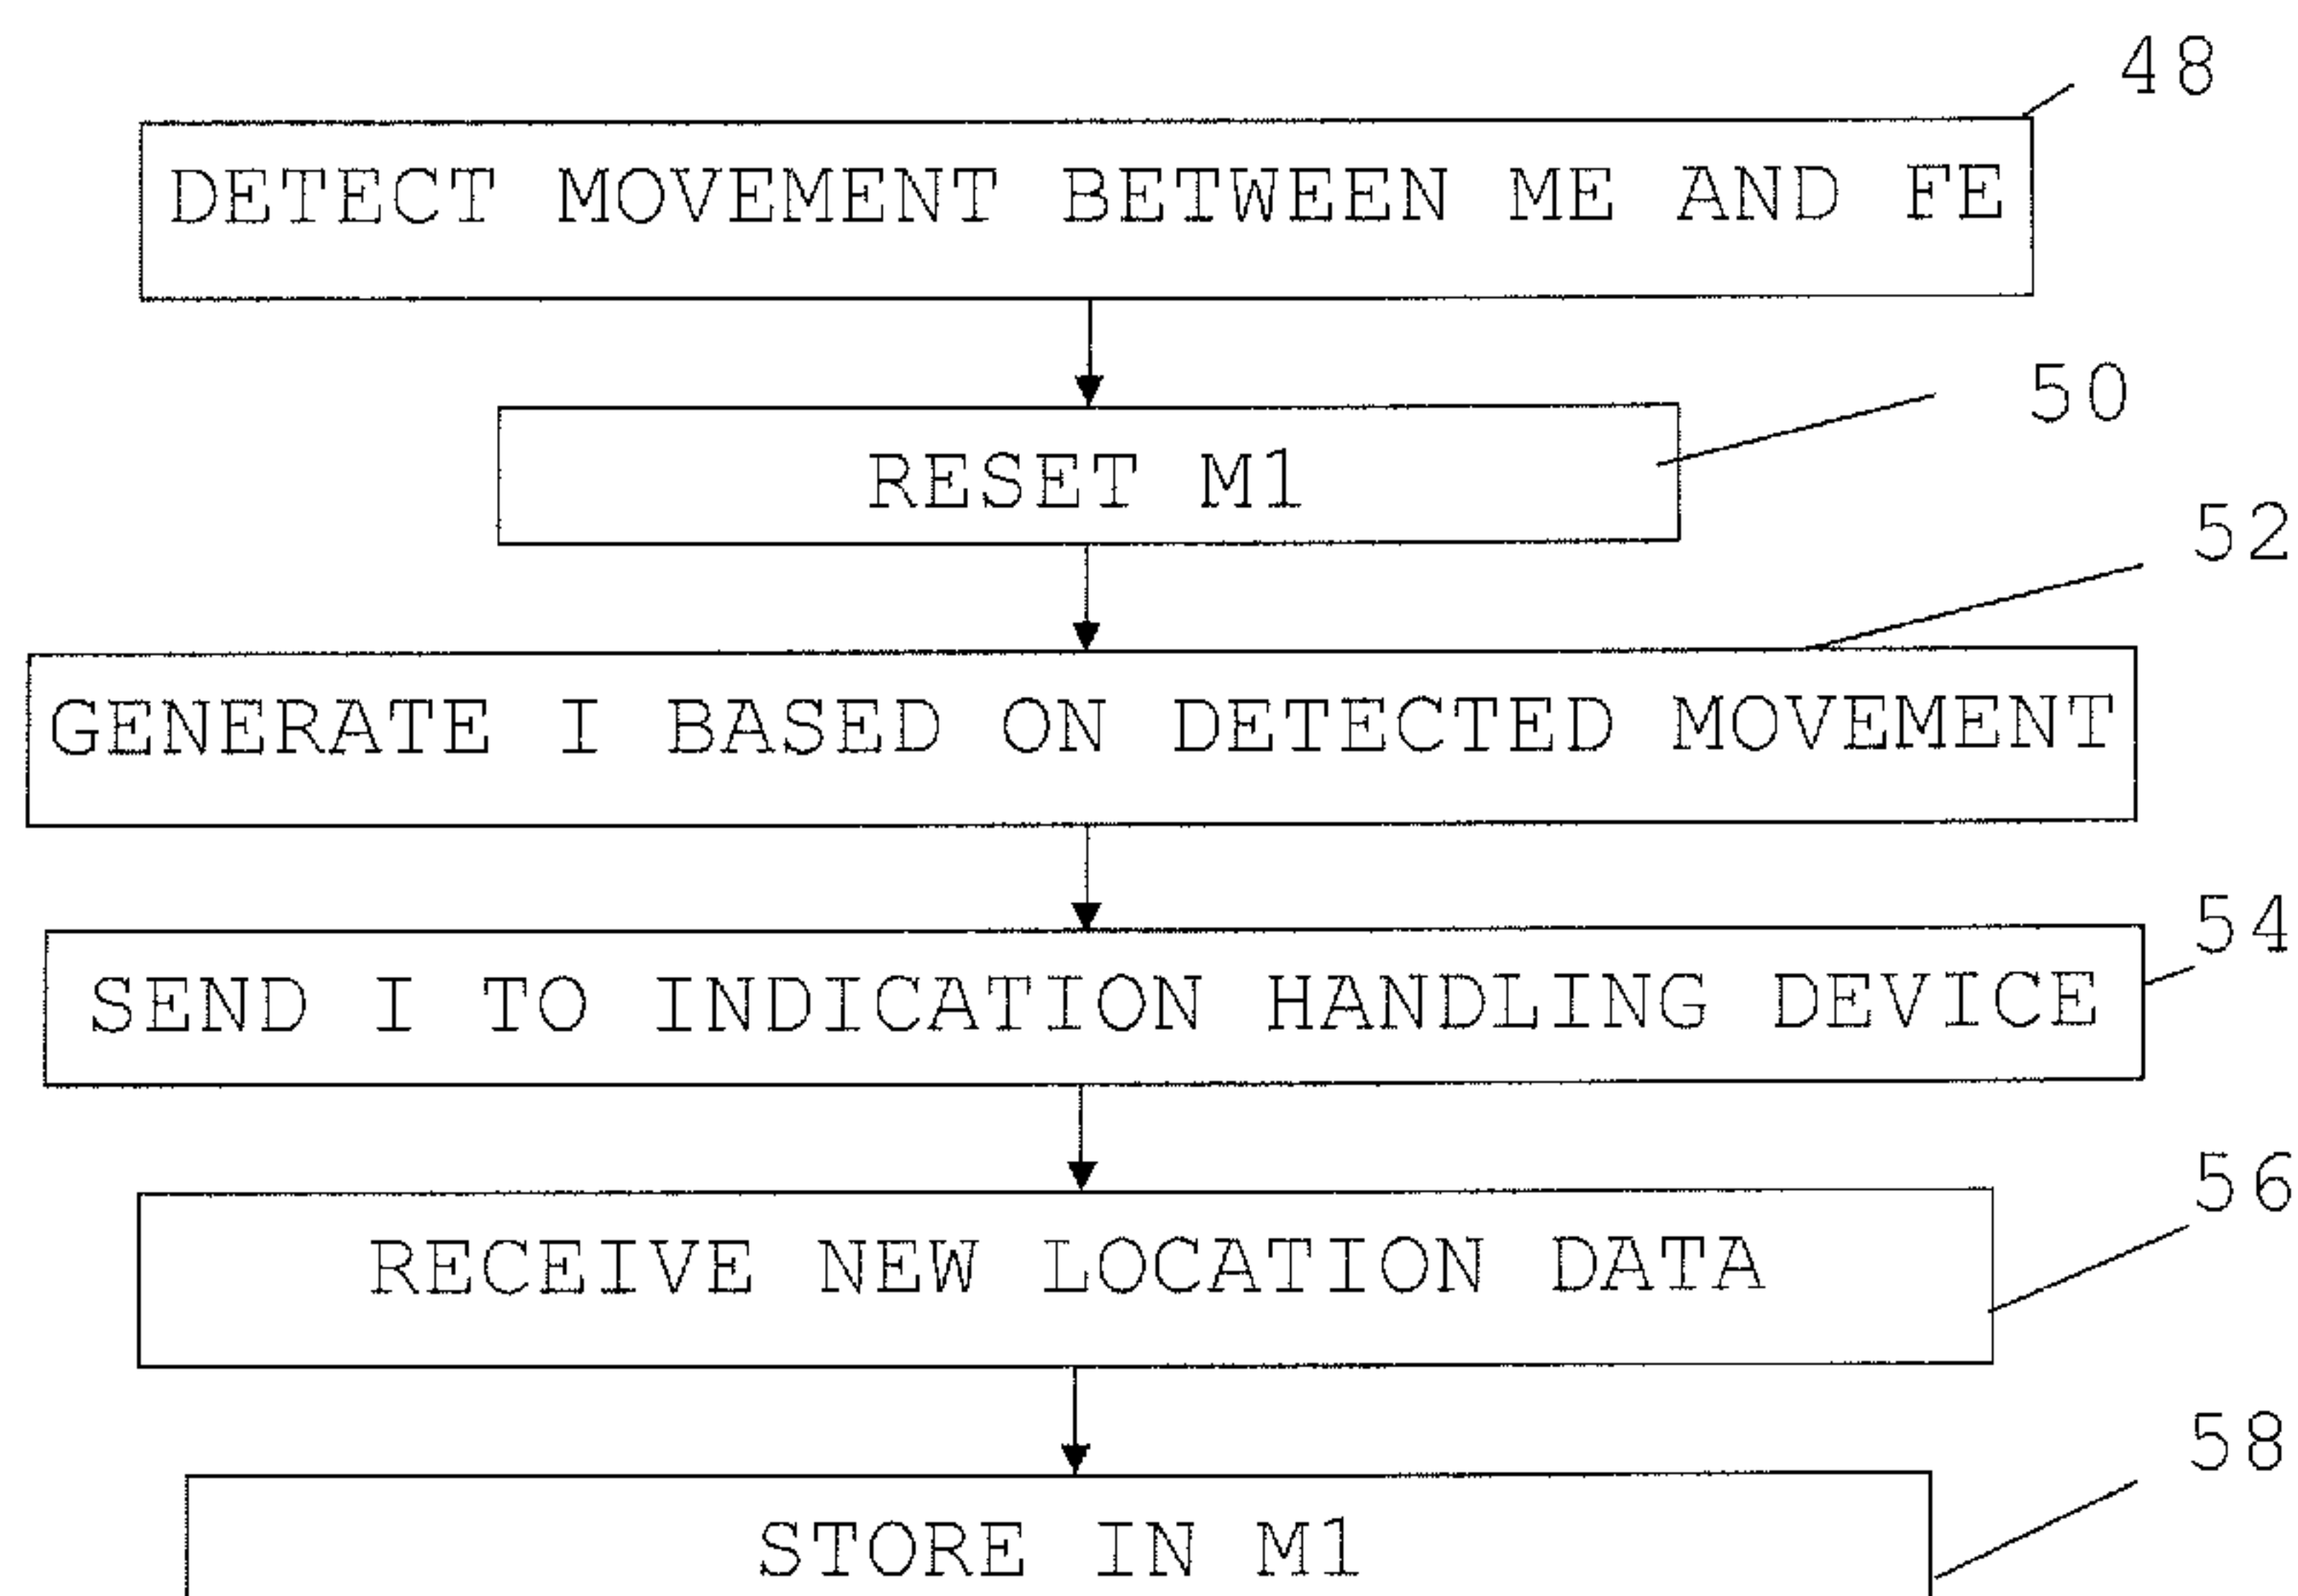 48
DETECT MOVEMENT BETWEEN ME AND FE
50
RESET M1
52
GENERATE I BASED ON DETECTED MOVEMENT
54
SEND I TO INDICATION HANDLING DEVICE
56
RECEIVE NEW LOCATION DATA
58
STORE IN M1